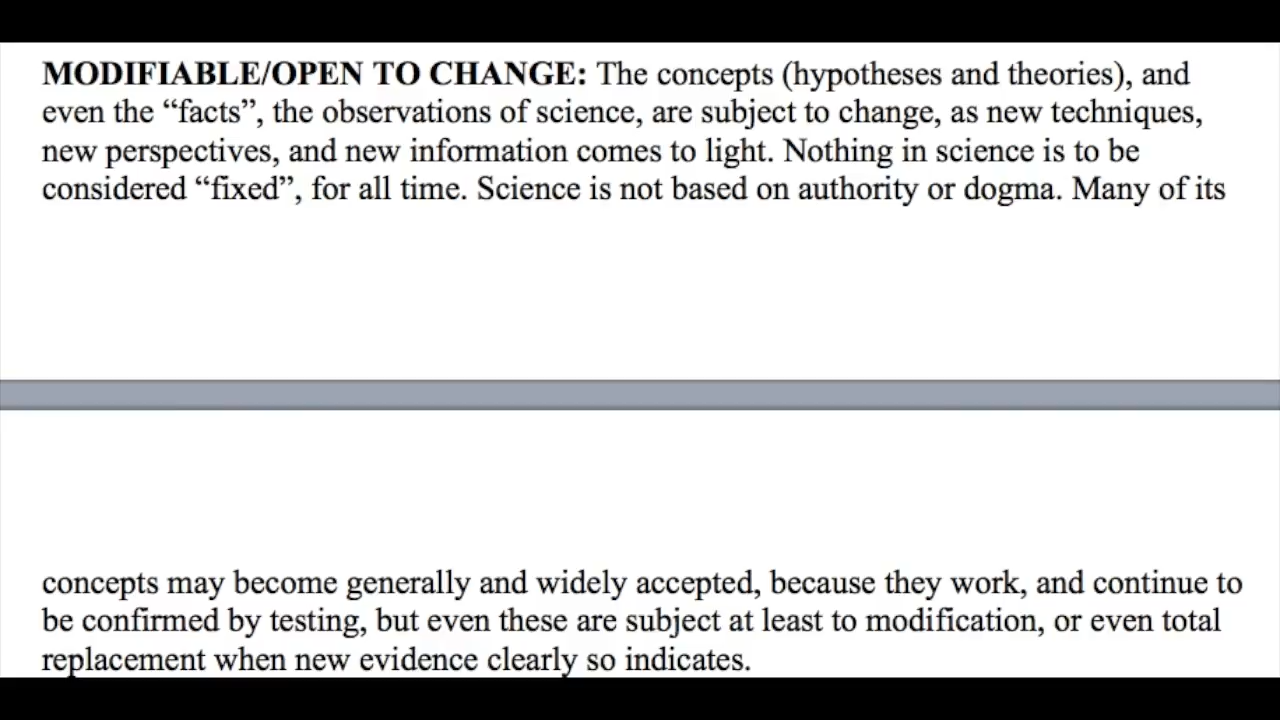 MODIFIABLE/OPEN TO CHANGE: The concepts (hypotheses and theories), and
even the “facts”, the observations of science, are subject to change, as new techniques,
new perspectives, and new information comes to light. Nothing in science is to be
considered “fixed”, for all time. Science is not based on authority or dogma. Many of its
concepts may become generally and widely accepted, because they work, and continue to
be confirmed by testing, but even these are subject at least to modification, or even total
replacement when new evidence clearly so indicates.